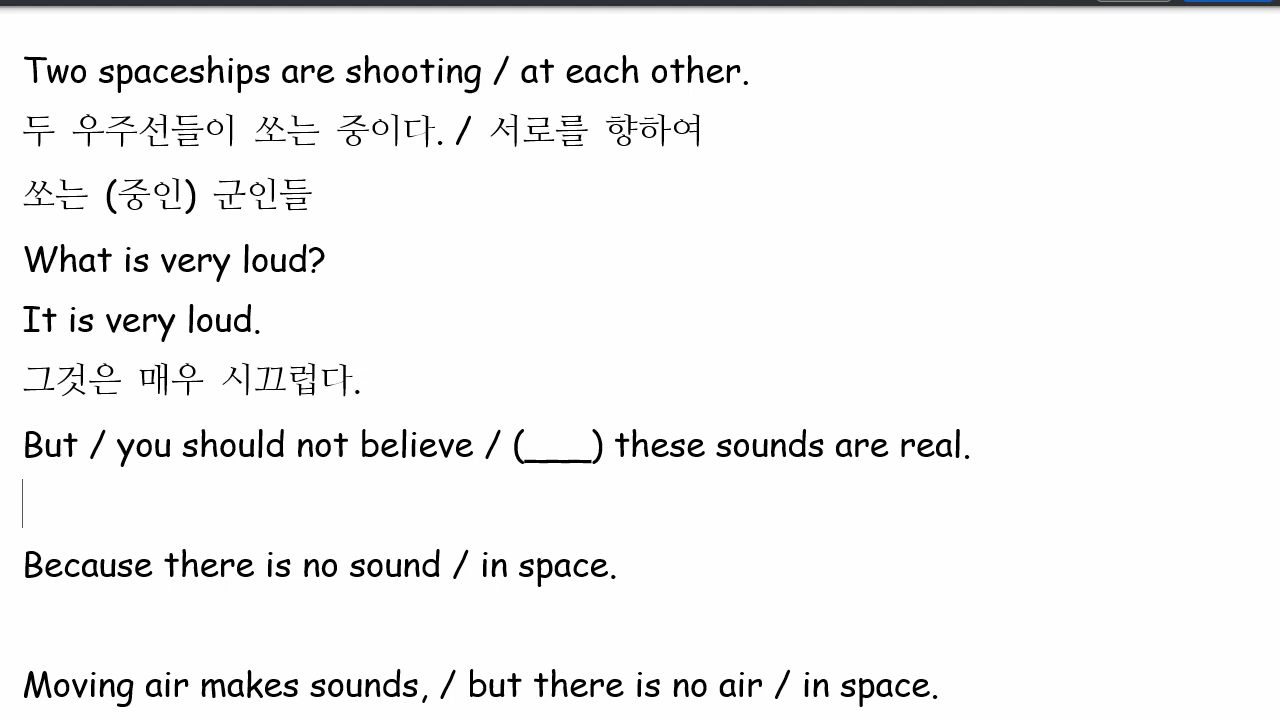 Two spaceships are shooting / at each other.
두 우주선들이 쏘는 중이다. / 서로를 향하여
쏘는 (중인) 군인들
What is very loud?
It is very loud.
그것은 매우 시끄럽다.
But / you should not believe / (____) these sounds are real.
Because there is no sound / in space.
Moving air makes sounds, / but there is no air / in space.